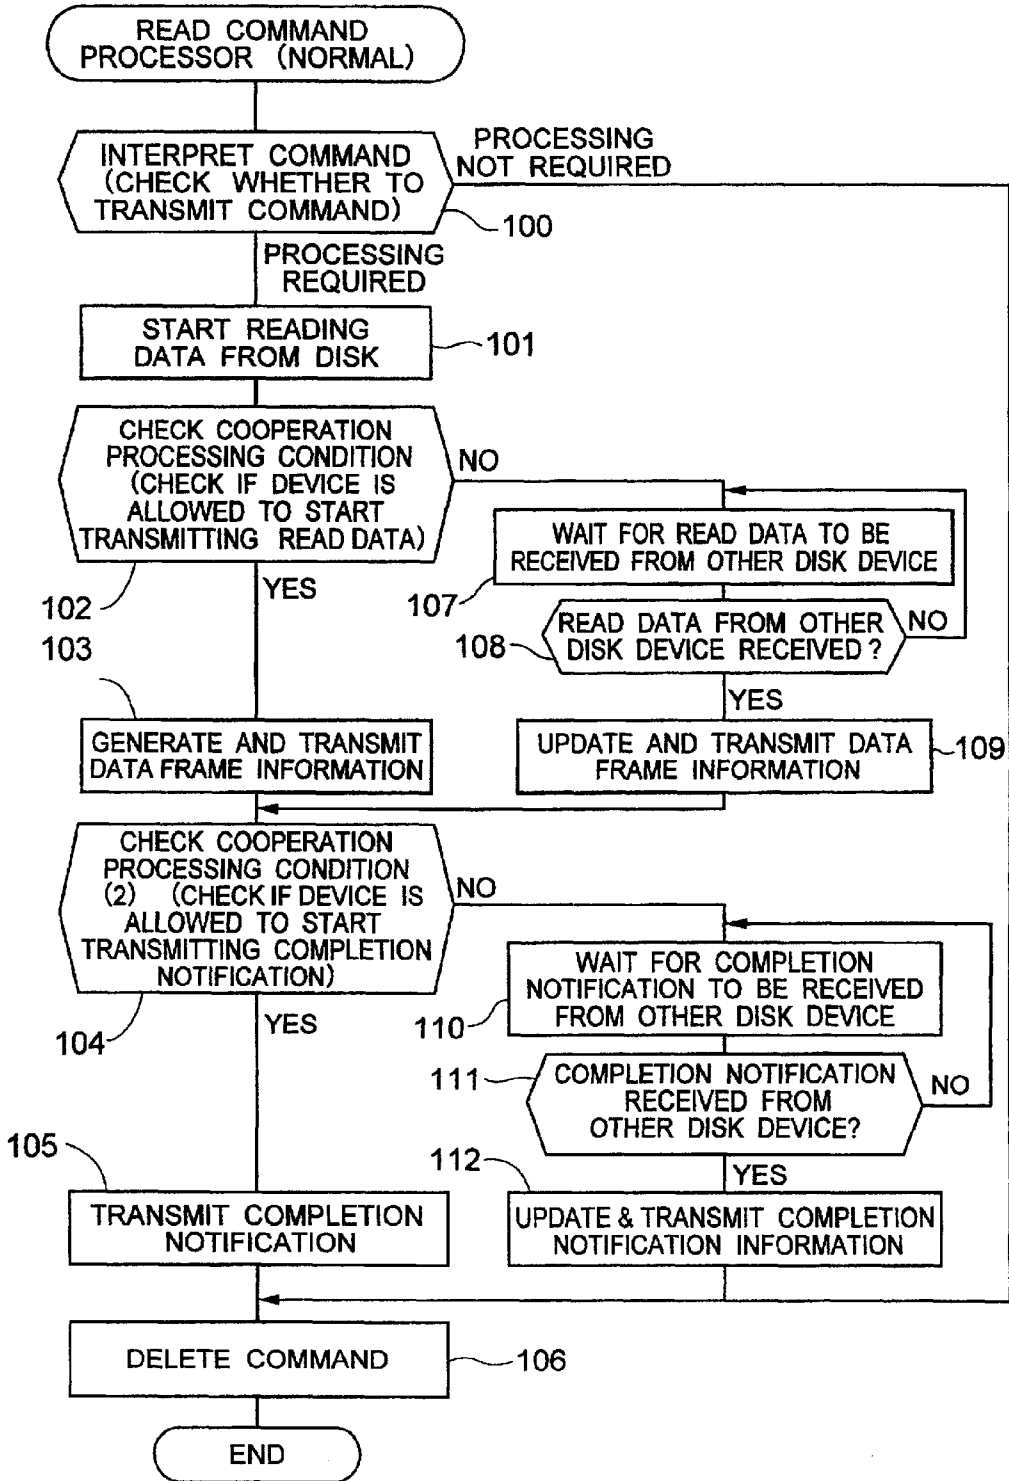 READ COMMAND
PROCESSOR (NORMAL)
INTERPRET COMMAND
(CHECK WHETHER TO
TRANSMIT COMMAND)
100
PROCESSING
NOT REQUIRED
PROCESSING
REQUIRED
START READING
DATA FROM DISK
101
CHECK COOPERATION
PROCESSING CONDITION
(CHECK IF DEVICE IS
ALLOWED TO START
TRANSMITTING READ DATA)
102
NO
YES
WAIT FOR READ DATA TO BE
RECEIVED FROM OTHER DISK DEVICE
107
READ DATA FROM OTHER
DISK DEVICE RECEIVED?
108
NO
YES
103
GENERATE AND TRANSMIT
DATA FRAME INFORMATION
UPDATE AND TRANSMIT DATA
FRAME INFORMATION
109
CHECK COOPERATION
PROCESSING CONDITION
(2) (CHECK IF DEVICE IS
ALLOWED TO START
TRANSMITTING COMPLETION
NOTIFICATION)
104
NO
YES
WAIT FOR COMPLETION
NOTIFICATION TO BE RECEIVED
FROM OTHER DISK DEVICE
110
111
COMPLETION NOTIFICATION
RECEIVED FROM
OTHER DISK DEVICE?
NO
YES
105
TRANSMIT COMPLETION
NOTIFICATION
112
UPDATE & TRANSMIT COMPLETION
NOTIFICATION INFORMATION
DELETE COMMAND
106
END